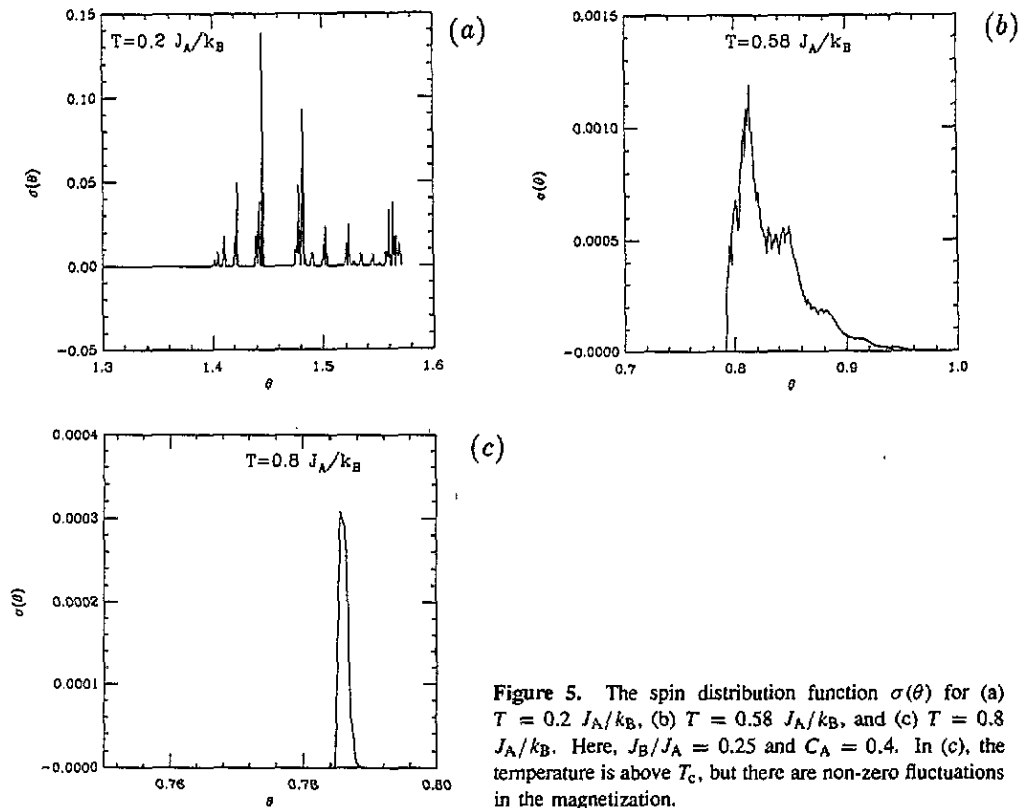 (a)
T=0.2 J_A/k_B
0.15
0.10
0.05
0.00
−0.05
σ(θ)
1.3
1.4
1.5
1.6
θ
(b)
T=0.58 J_A/k_B
0.0015
0.0010
0.0005
−0.0000
σ(θ)
0.7
0.8
0.9
1.0
θ
(c)
T=0.8 J_A/k_B
0.0004
0.0003
0.0002
0.0001
−0.0000
σ(θ)
0.76
0.78
0.80
θ
Figure 5. The spin distribution function σ(θ) for (a)
T = 0.2 J_A/k_B, (b) T = 0.58 J_A/k_B, and (c) T = 0.8
J_A/k_B. Here, J_B/J_A = 0.25 and C_A = 0.4. In (c), the
temperature is above T_c, but there are non-zero fluctuations
in the magnetization.